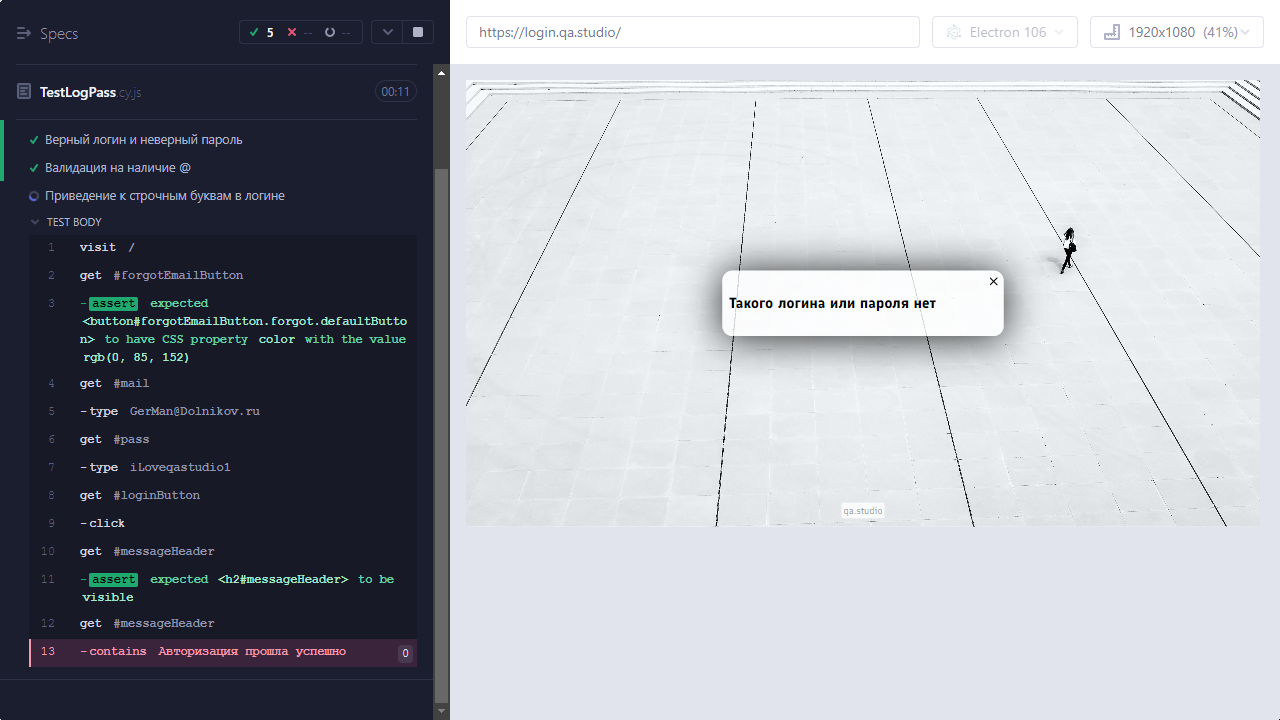 Specs
5 -- --
https://login.qa.studio/
Electron 106
1920x1080 (41%)
TestLogPass.cy.js
00:11
Верный логин и неверный пароль
Валидация на наличие @
Приведение к строчным буквам в логине
TEST BODY
1 visit /
2 get #forgotEmailButton
3 -assert expected
<button#forgotEmailButton.forgot.defaultButto
n> to have CSS property color with the value
rgb(0, 85, 152)
4 get #mail
5 -type GerMan@Dolnikov.ru
6 get #pass
7 -type iLoveqastudio1
8 get #loginButton
9 -click
10 get #messageHeader
11 -assert expected <h2#messageHeader> to be
visible
12 get #messageHeader
13 -contains Авторизация прошла успешно 0
Такого логина или пароля нет
qa.studio